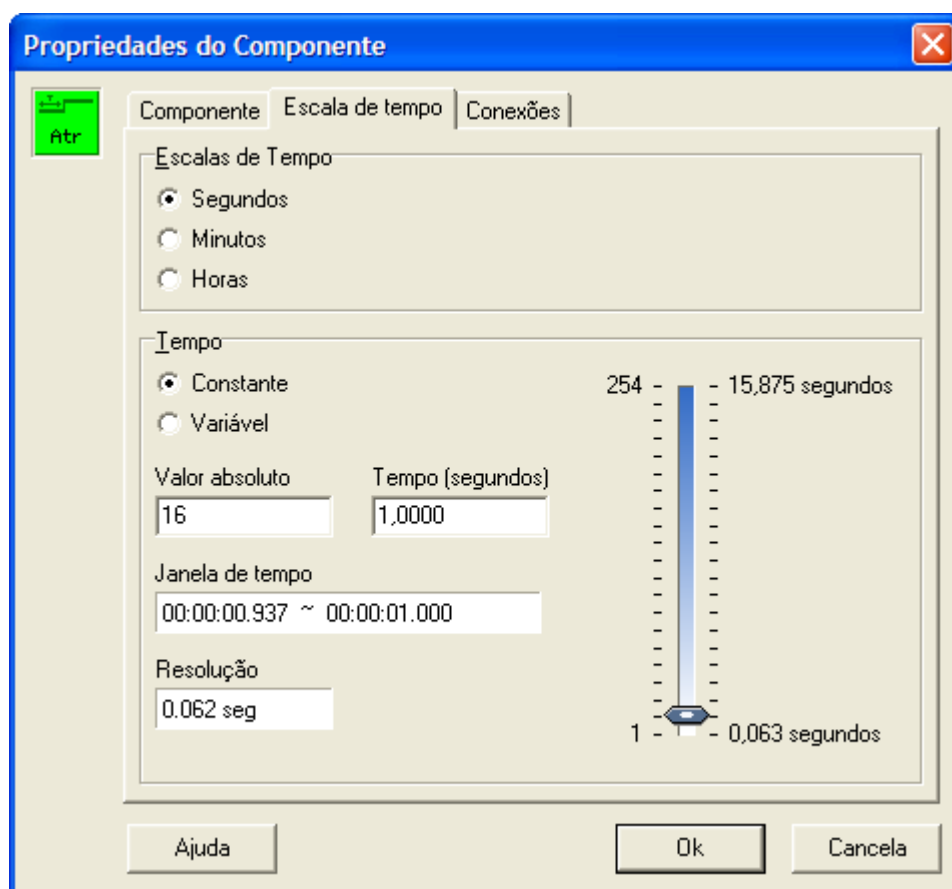 Propriedades do Componente
Atr
Componente Escala de tempo Conexões
Escalas de Tempo
Segundos
Minutos
Horas
Tempo
Constante
Variável
254 15,875 segundos
Valor absoluto Tempo (segundos)
16 1,0000
Janela de tempo
00:00:00.937 ~ 00:00:01.000
Resolução
0.062 seg
1 0,063 segundos
Ajuda Ok Cancela